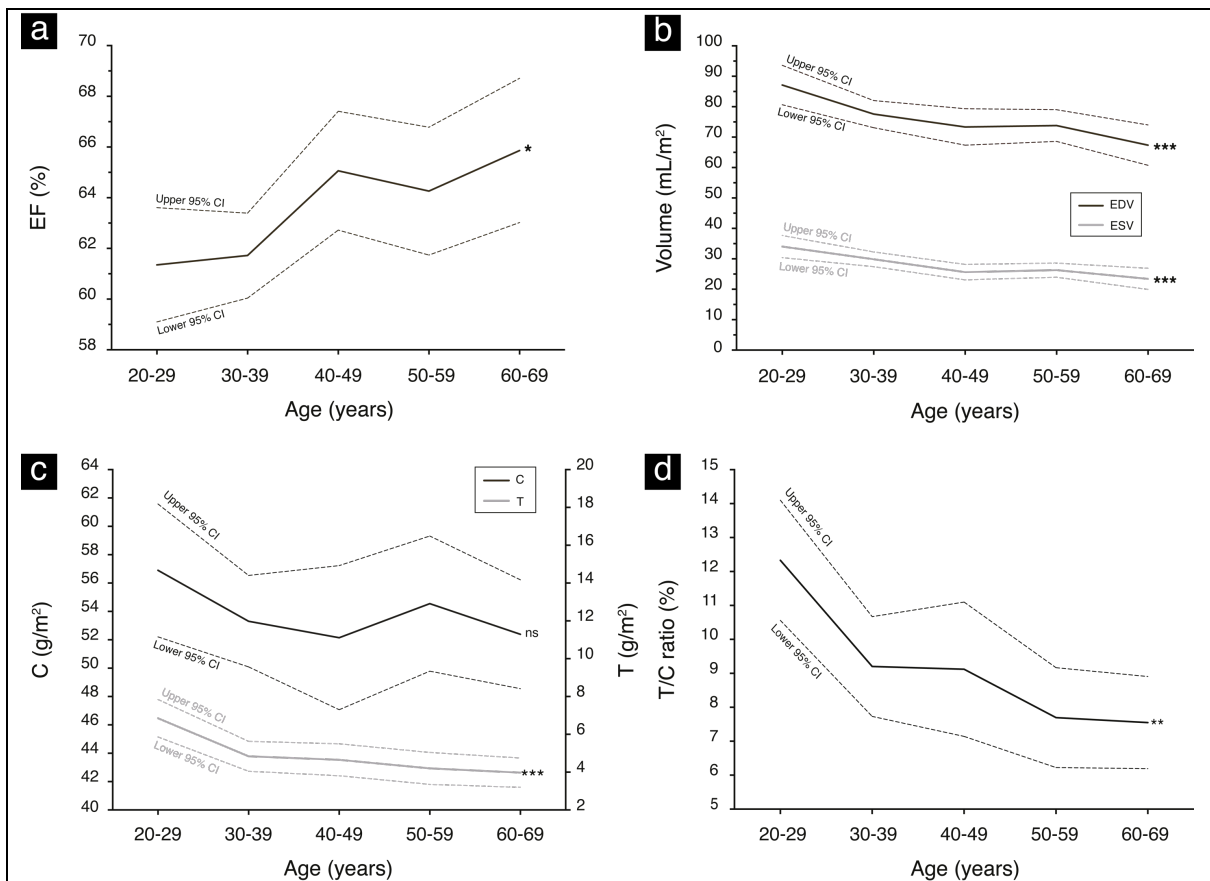 a
70
68
66
64
62
60
58
EF (%)
Upper 95% CI
Lower 95% CI
*
20-29 30-39 40-49 50-59 60-69
Age (years)
b
100
90
80
70
60
50
40
30
20
10
0
Volume (mL/m²)
Upper 95% CI
Lower 95% CI
***
EDV
ESV
Upper 95% CI
Lower 95% CI
***
20-29 30-39 40-49 50-59 60-69
Age (years)
c
64
62
60
58
56
54
52
50
48
46
44
42
40
C (g/m²)
C
T
Upper 95% CI
Lower 95% CI
ns
Upper 95% CI
Lower 95% CI
***
20
18
16
14
12
10
8
6
4
2
T (g/m²)
20-29 30-39 40-49 50-59 60-69
Age (years)
d
15
14
13
12
11
10
9
8
7
6
5
T/C ratio (%)
Upper 95% CI
Lower 95% CI
**
20-29 30-39 40-49 50-59 60-69
Age (years)